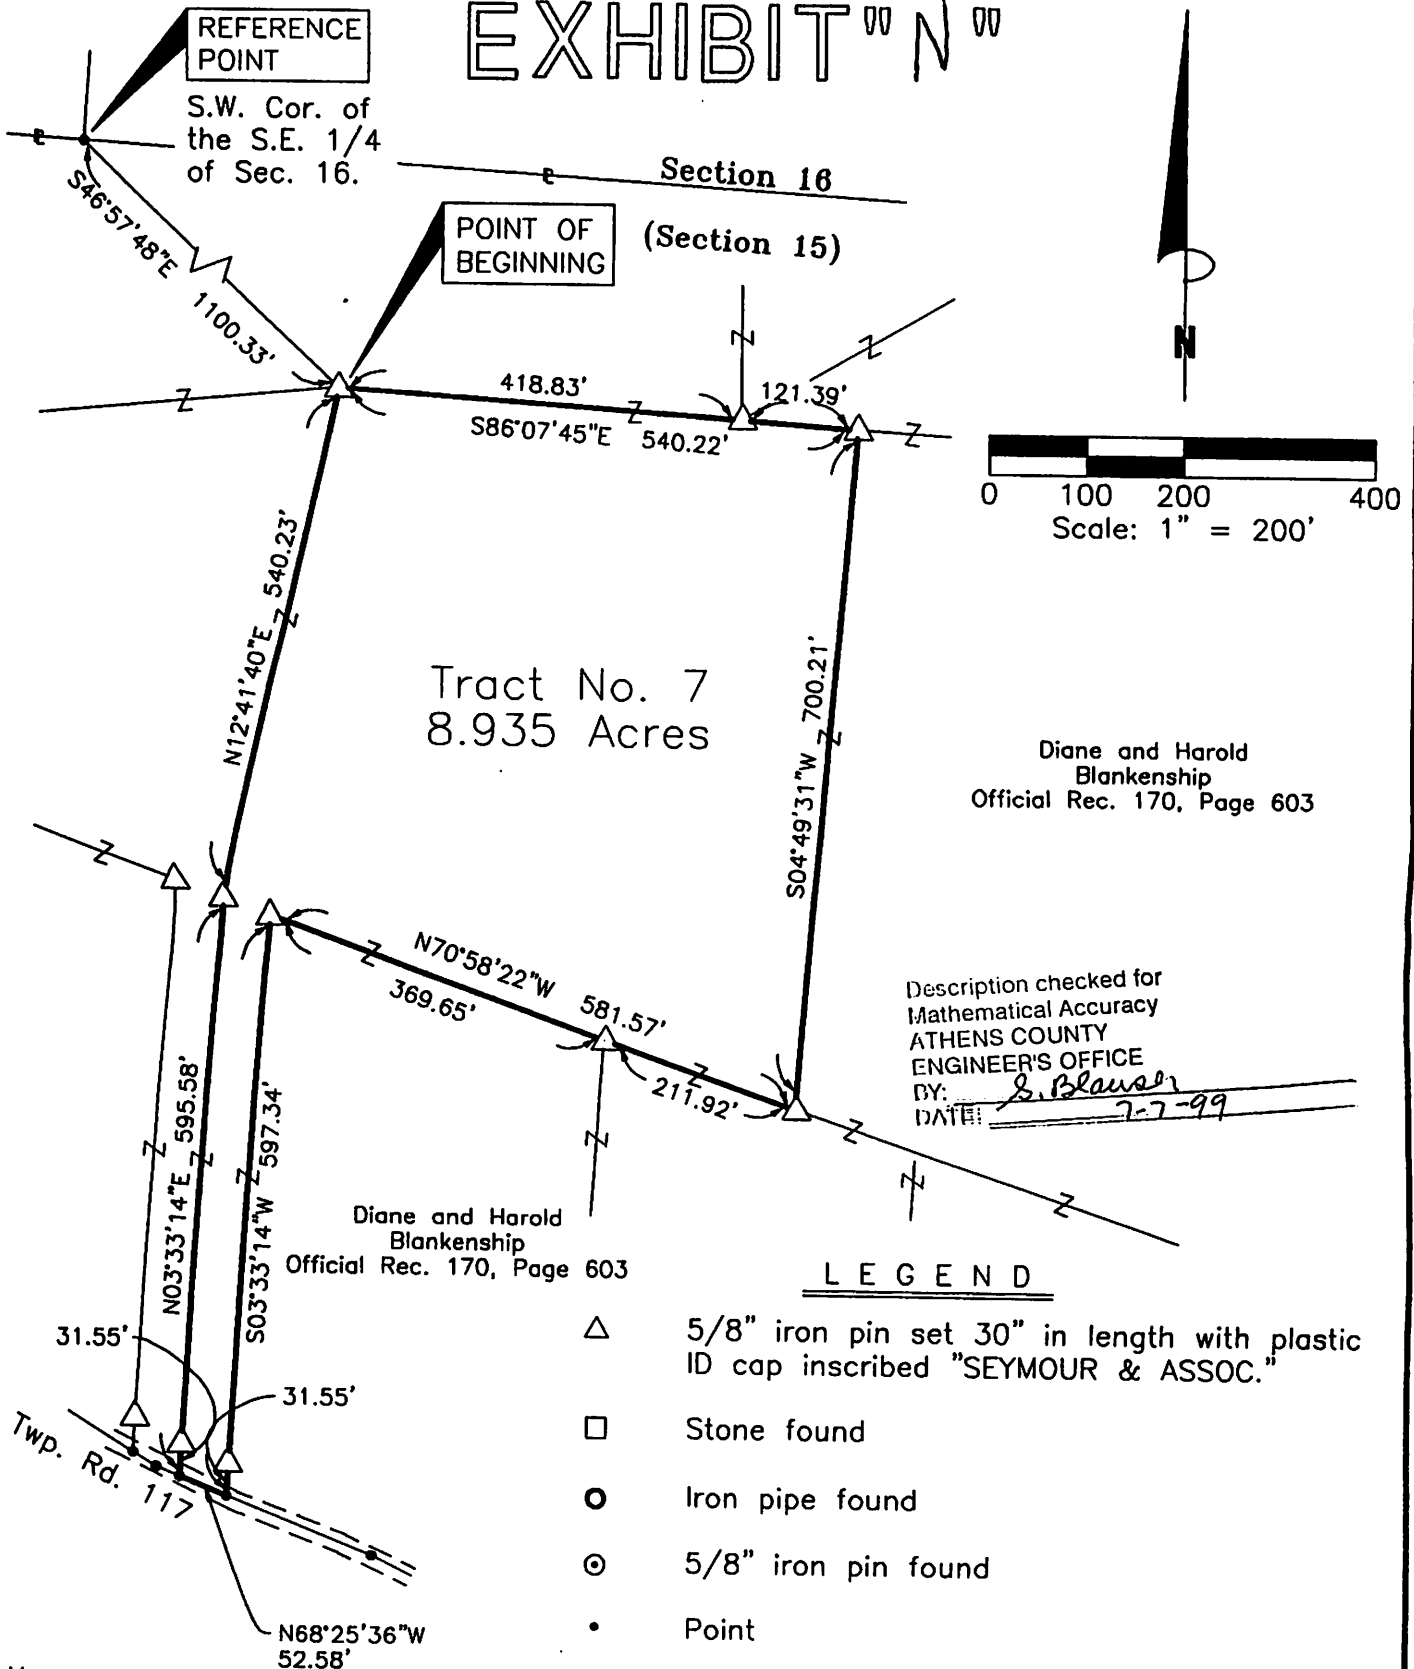 EXHIBIT "N"
REFERENCE
POINT
S.W. Cor. of
the S.E. 1/4
of Sec. 16.
Section 16
(Section 15)
POINT OF
BEGINNING
S46°57'48"E
1100.33'
418.83'
121.39'
S86°07'45"E 540.22'
N
0 100 200 400
Scale: 1" = 200'
N12°41'40"E 540.23'
Tract No. 7
8.935 Acres
S04°49'31"W 700.21'
Diane and Harold
Blankenship
Official Rec. 170, Page 603
N70°58'22"W 581.57'
369.65'
211.92'
Description checked for
Mathematical Accuracy
ATHENS COUNTY
ENGINEER'S OFFICE
BY: S. Blauser
DATE: 7-7-99
N03°33'14"E 595.58'
S03°33'14"W 597.34'
Diane and Harold
Blankenship
Official Rec. 170, Page 603
31.55'
31.55'
Twp. Rd. 117
N68°25'36"W
52.58'
LEGEND
5/8" iron pin set 30" in length with plastic
ID cap inscribed "SEYMOUR & ASSOC."
Stone found
Iron pipe found
5/8" iron pin found
Point